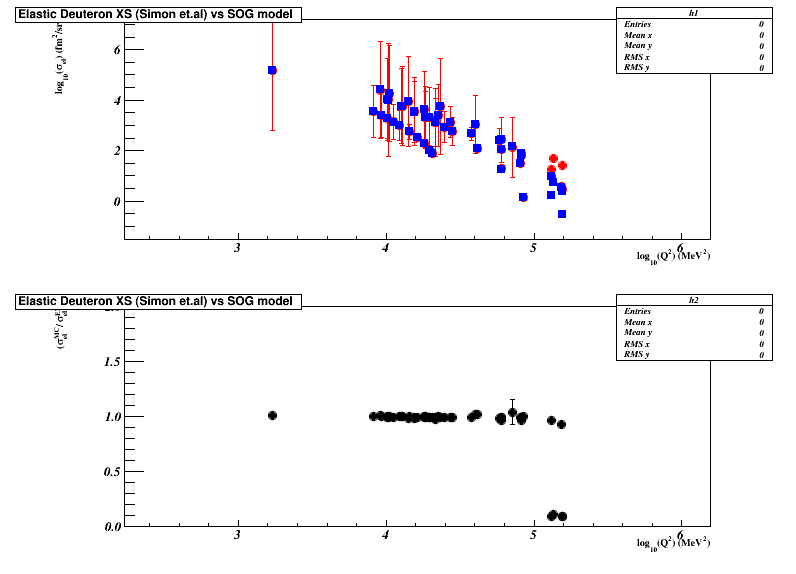 Elastic Deuteron XS (Simon et.al) vs SOG model
h1
Entries 0
Mean x 0
Mean y 0
RMS x 0
RMS y 0
log10(σel) (fm2/sr
6
4
2
0
3 4 5 6
log10(Q2) (MeV2)
Elastic Deuteron XS (Simon et.al) vs SOG model
h2
Entries 0
Mean x 0
Mean y 0
RMS x 0
RMS y 0
(σelMC/σel
1.5
1.0
0.5
0.0
3 4 5 6
log10(Q2) (MeV2)